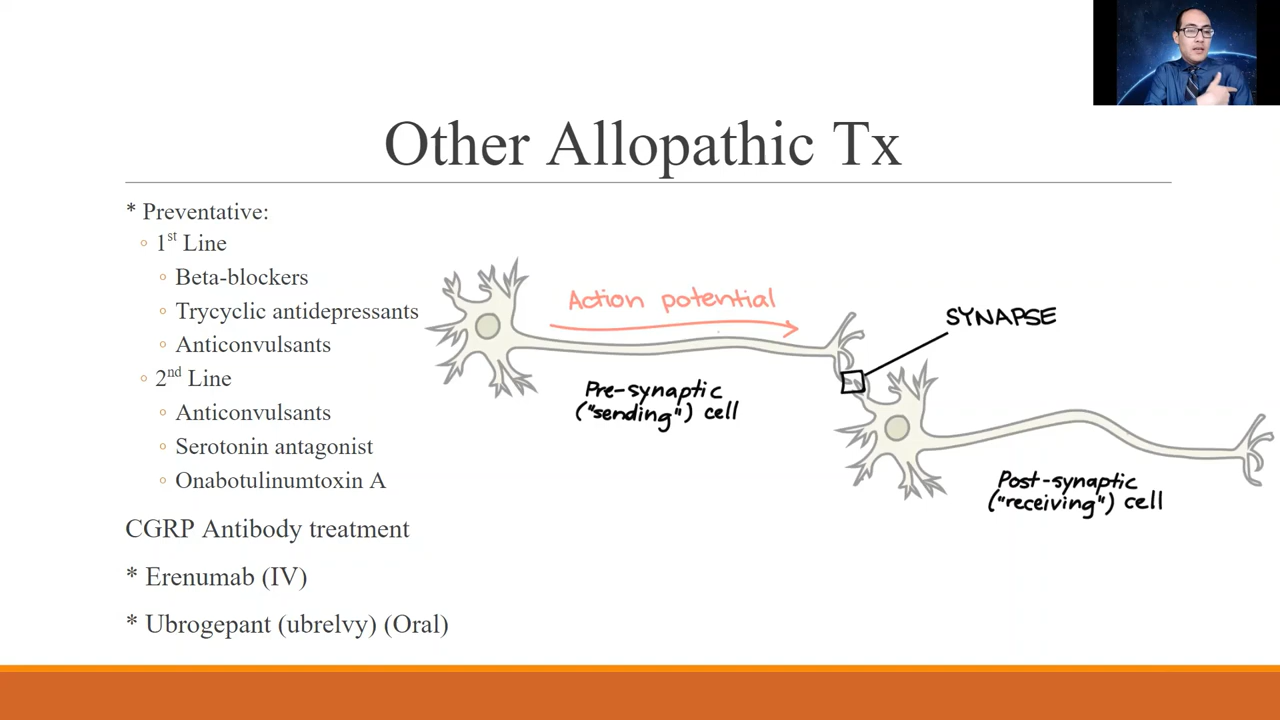 Other Allopathic Tx
* Preventative:
◦ 1st Line
◦ Beta-blockers
◦ Trycyclic antidepressants
◦ Anticonvulsants
◦ 2nd Line
◦ Anticonvulsants
◦ Serotonin antagonist
◦ Onabotulinumtoxin A
CGRP Antibody treatment
* Erenumab (IV)
* Ubrogepant (ubrelvy) (Oral)
Action potential
SYNAPSE
Pre-synaptic
("sending") cell
Post-synaptic
("receiving") cell